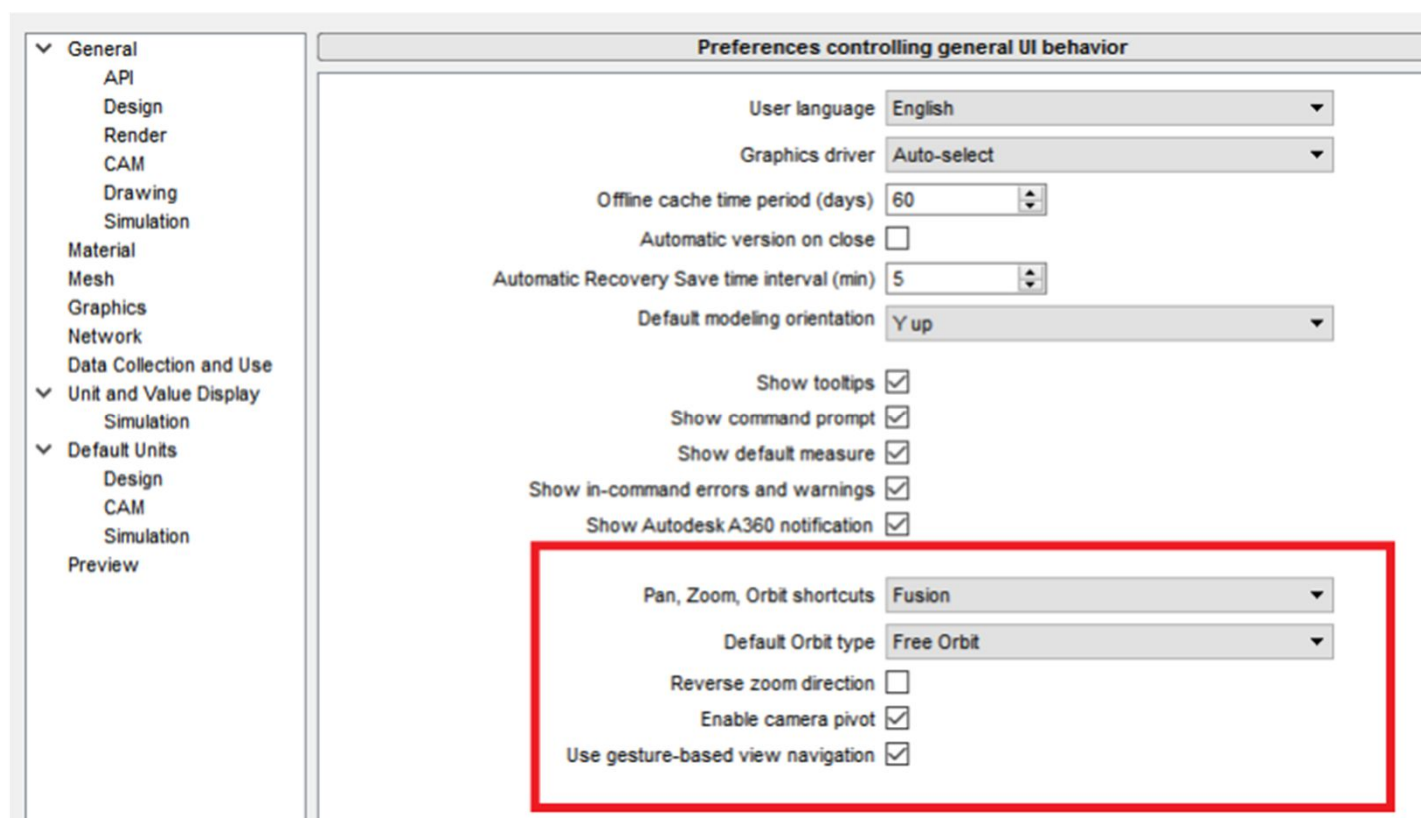 General
API
Design
Render
CAM
Drawing
Simulation
Material
Mesh
Graphics
Network
Data Collection and Use
Unit and Value Display
Simulation
Default Units
Design
CAM
Simulation
Preview
Preferences controlling general UI behavior
User language English
Graphics driver Auto-select
Offline cache time period (days) 60
Automatic version on close
Automatic Recovery Save time interval (min) 5
Default modeling orientation Y up
Show tooltips
Show command prompt
Show default measure
Show in-command errors and warnings
Show Autodesk A360 notification
Pan, Zoom, Orbit shortcuts Fusion
Default Orbit type Free Orbit
Reverse zoom direction
Enable camera pivot
Use gesture-based view navigation